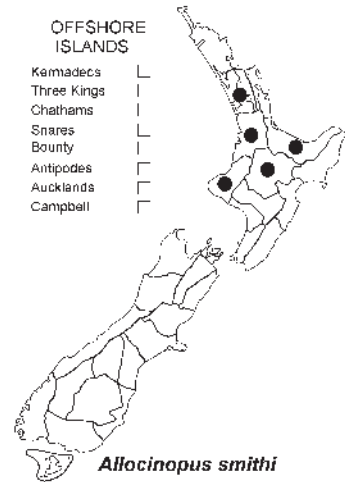 OFFSHORE
ISLANDS
Kermadecs
Three Kings
Chathams
Snares
Bounty
Antipodes
Aucklands
Campbell
Allocinopus smithi